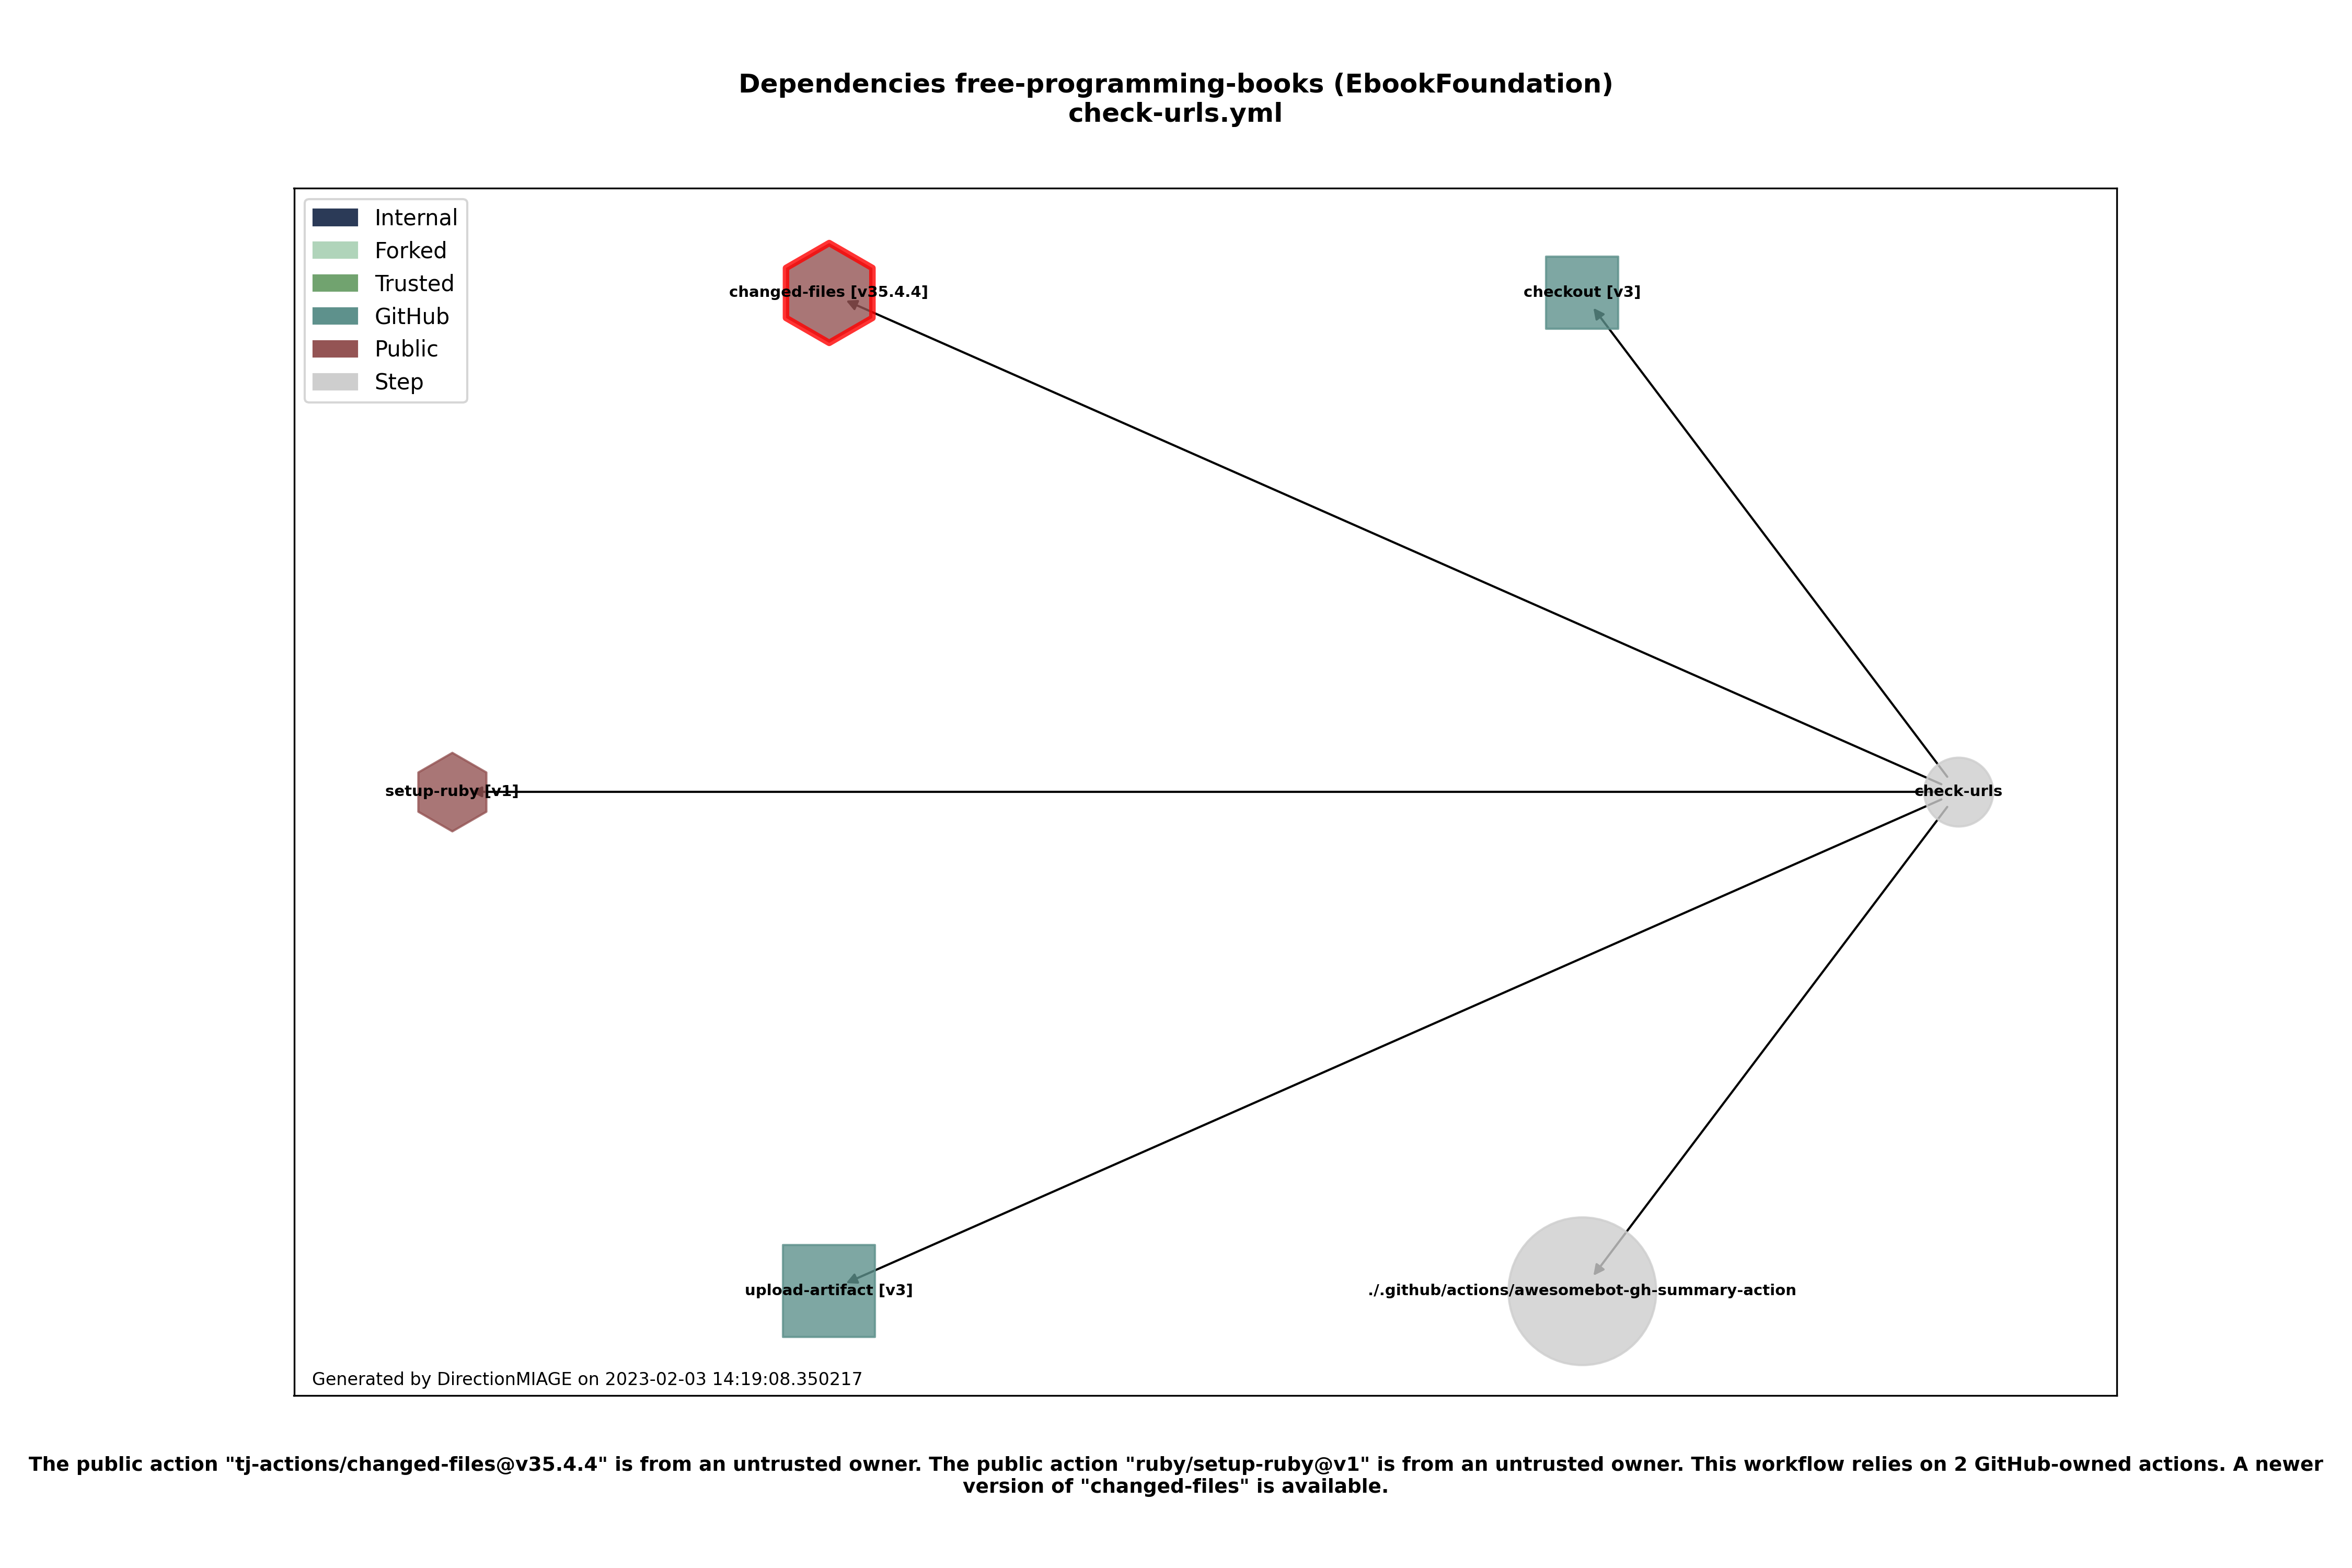 Dependencies free-programming-books (EbookFoundation)
check-urls.yml
Internal
Forked
Trusted
GitHub
Public
Step
changed-files [v35.4.4]
checkout [v3]
setup-ruby [v1]
check-urls
upload-artifact [v3]
./.github/actions/awesomebot-gh-summary-action
Generated by DirectionMIAGE on 2023-02-03 14:19:08.350217
The public action "tj-actions/changed-files@v35.4.4" is from an untrusted owner. The public action "ruby/setup-ruby@v1" is from an untrusted owner. This workflow relies on 2 GitHub-owned actions. A newer
version of "changed-files" is available.